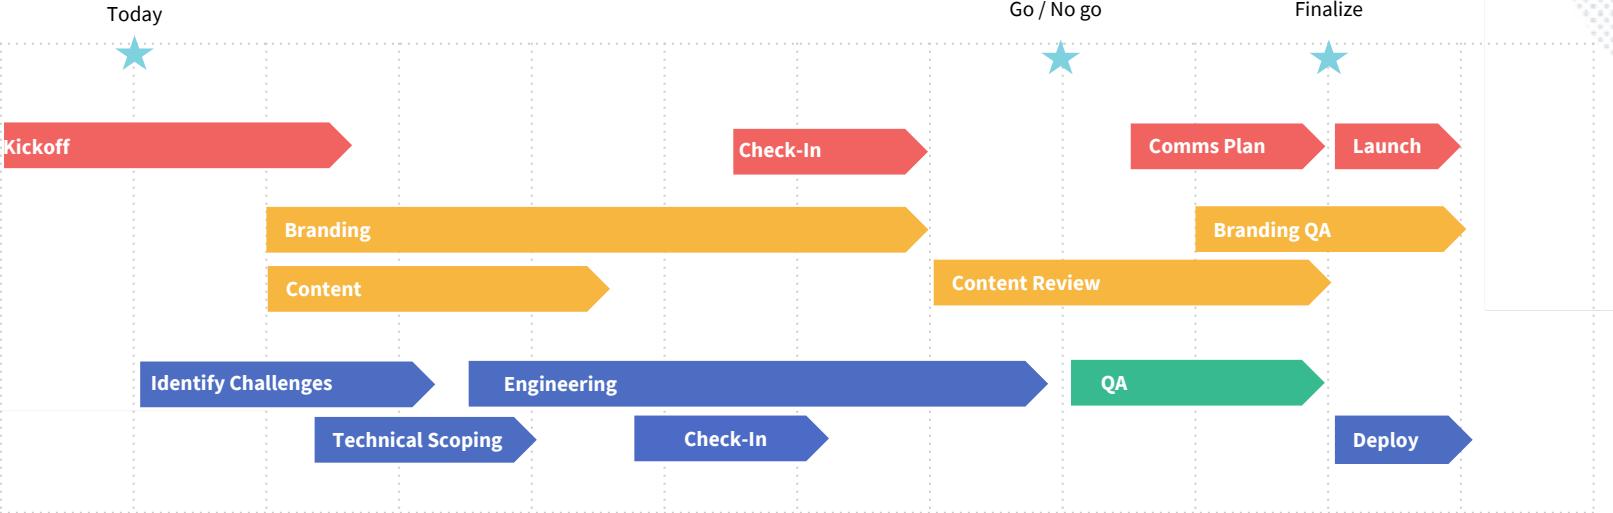 Today
Go / No go
Finalize
Kickoff
Check-In
Comms Plan
Launch
Branding
Branding QA
Content
Content Review
Identify Challenges
Engineering
QA
Technical Scoping
Check-In
Deploy